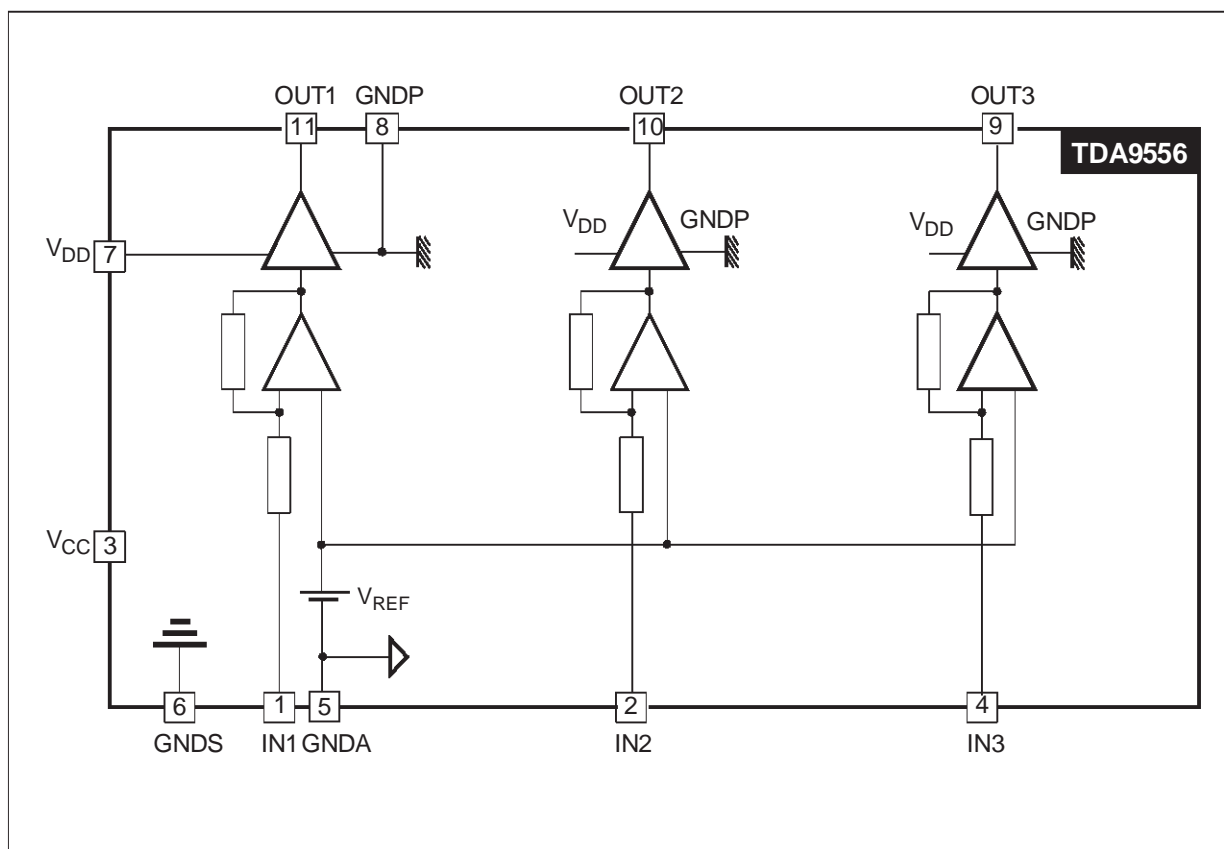 OUT1 GNDP OUT2 OUT3
11 8 10 9
TDA9556
VDD GNDP VDD GNDP
VDD 7
VCC 3
VREF
6 1 5 2 4
GNDS IN1 GNDA IN2 IN3